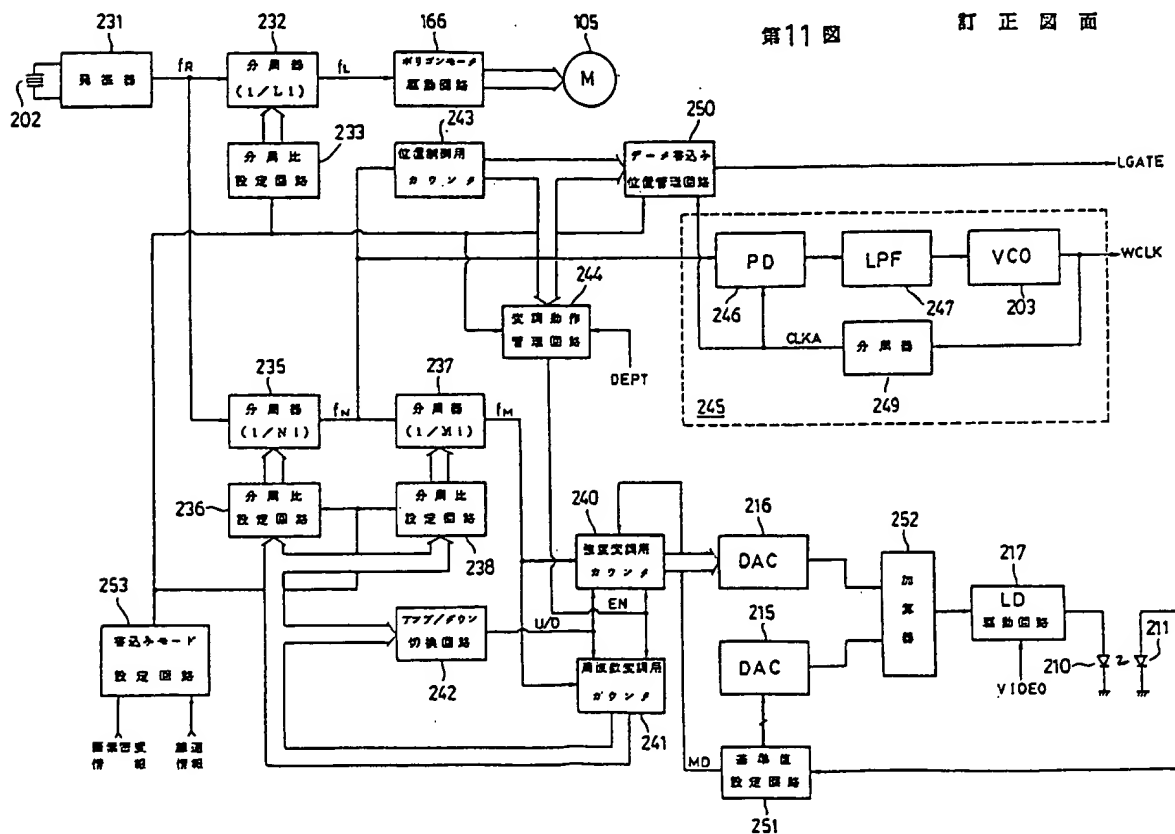 第11図
訂正図面
231
発振器
202
fR
232
分周器
(1/Li)
fL
166
ポリゴンモータ
駆動回路
105
M
233
分周比
設定回路
243
位置制御用
カウンタ
250
データ書込み
位置管理回路
LGATE
PD
246
LPF
247
VCO
203
WCLK
CLKA
分周器
249
245
244
変調動作
管理回路
DEPT
235
分周器
(1/Ni)
fN
237
分周器
(1/Mi)
fM
236
分周比
設定回路
分周比
設定回路
238
240
強度変調用
カウンタ
216
DAC
252
加算器
217
LD
駆動回路
VIDEO
210
211
253
書込みモード
設定回路
画素密度
情報
線速
情報
アップ/ダウン
切換回路
242
U/D
EN
周波数変調用
カウンタ
241
215
DAC
MD
基準値
設定回路
251